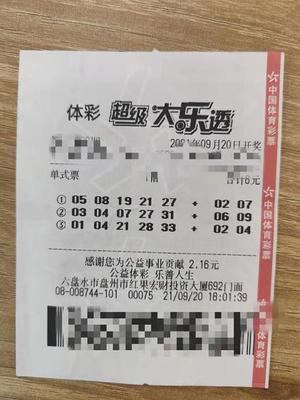 体彩 超级大乐透
2021年09月20日开奖
单式票 合计6元
① 05 08 19 21 27 + 02 07
② 03 04 07 27 31 + 06 09
③ 01 04 21 28 33 + 02 04
感谢您为公益事业贡献 2.16元
公益体彩 乐善人生
六盘水市盘州市红果宏财投资大厦692门面
08-008744-101 00075 21/09/20 18:01:39
中国体育彩票
中国体育彩票
中国体育彩票